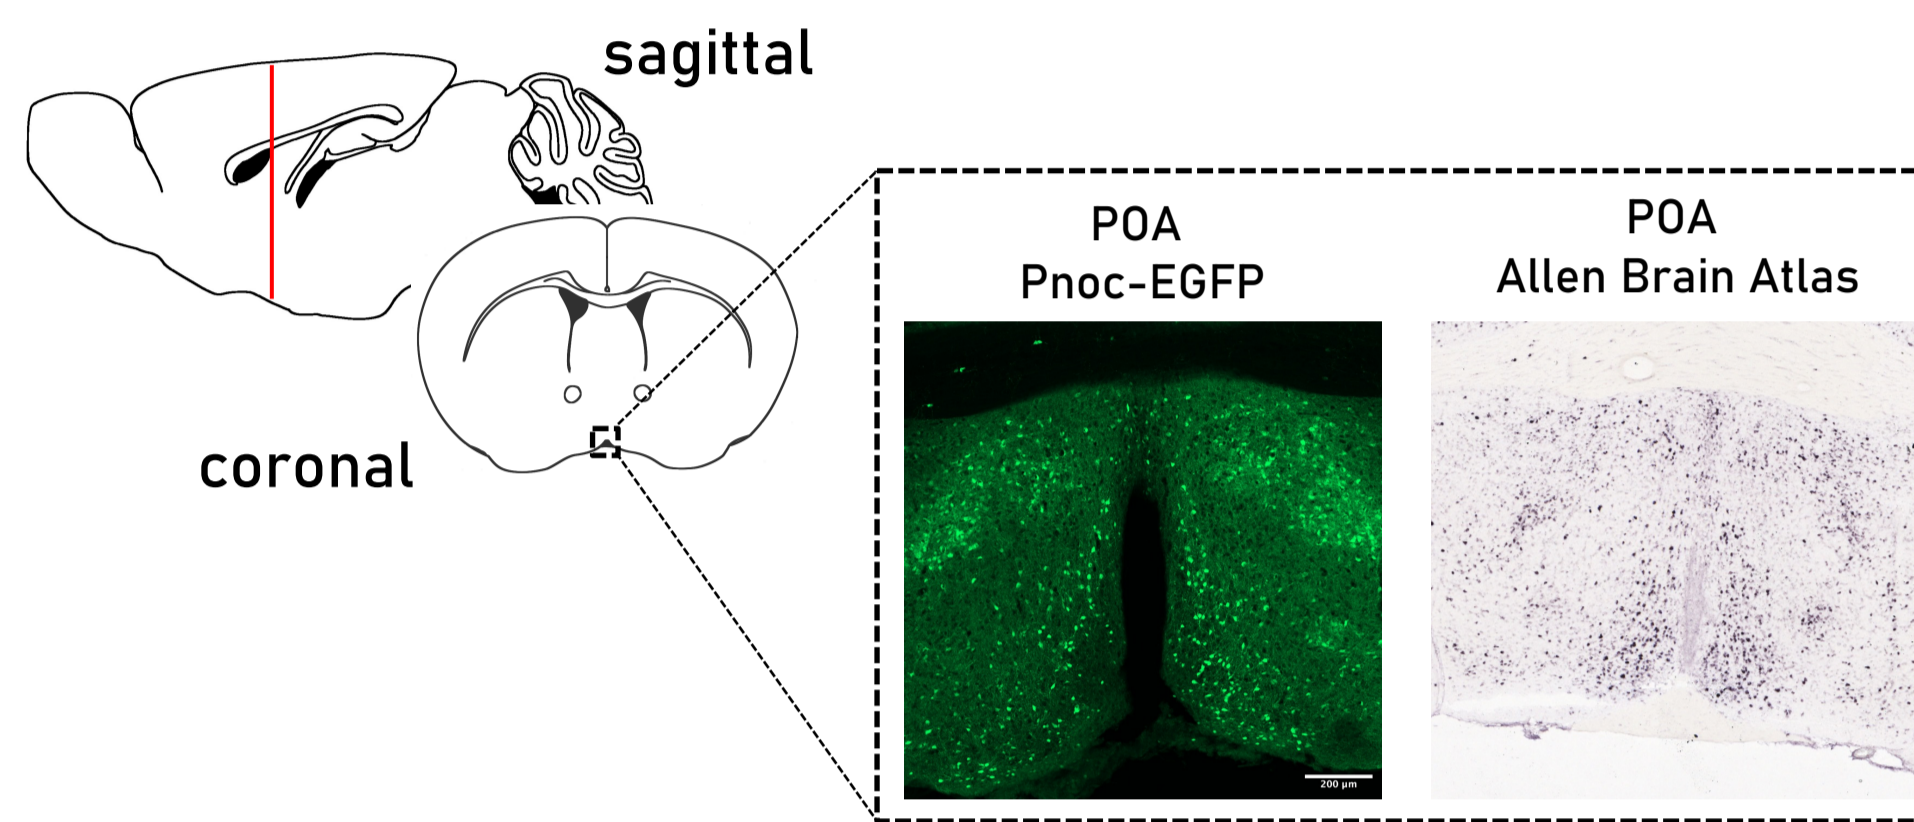 sagittal
coronal
POA
Pnoc-EGFP
200 µm
POA
Allen Brain Atlas